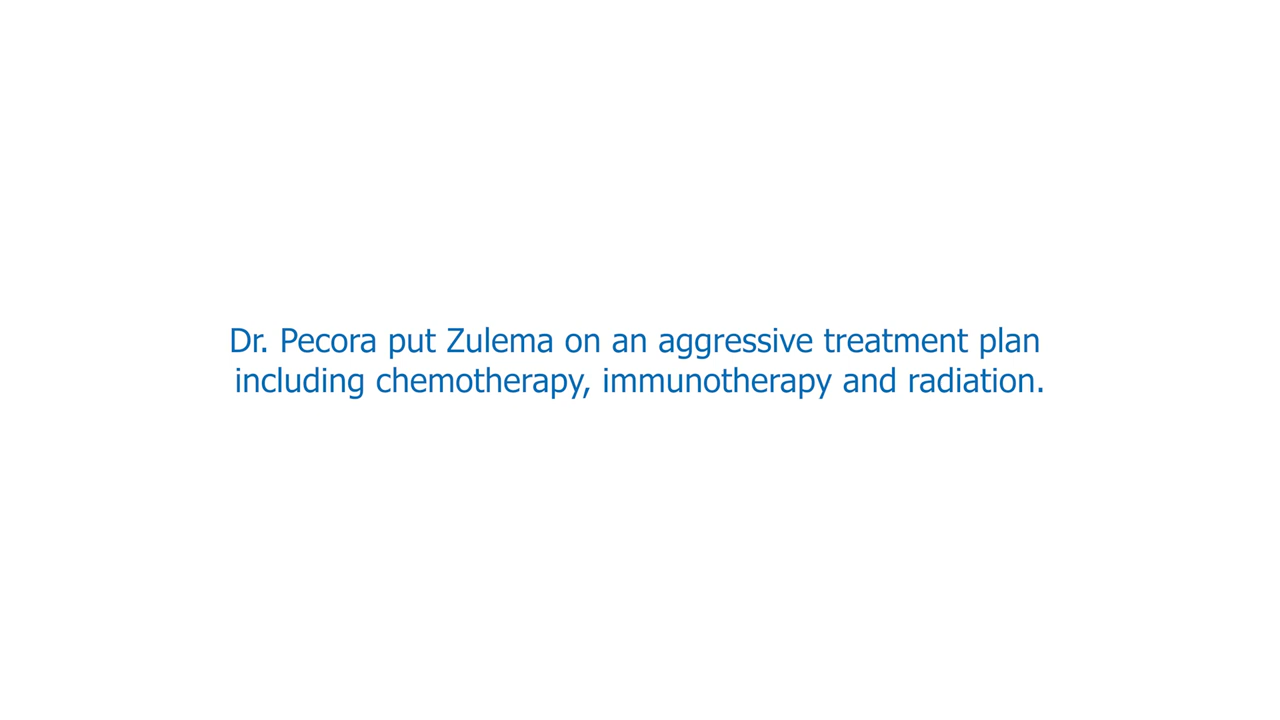 Dr. Pecora put Zulema on an aggressive treatment plan
including chemotherapy, immunotherapy and radiation.